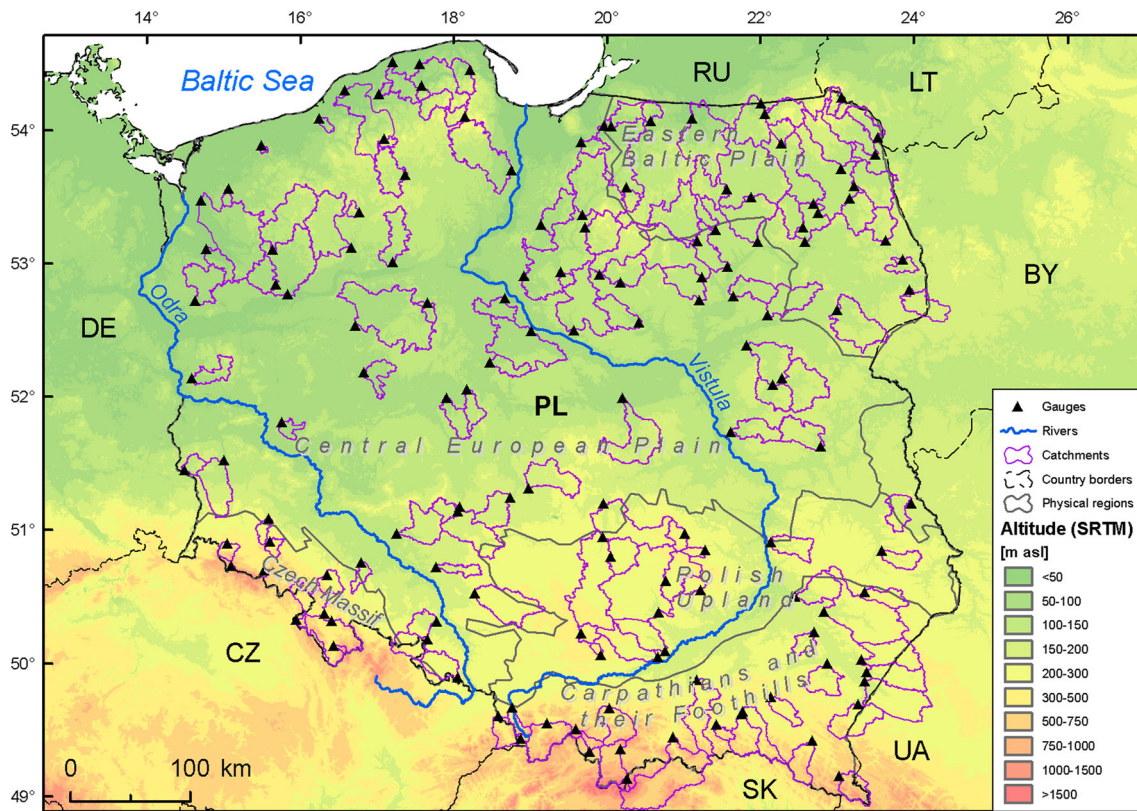 14° 16° 18° 20° 22° 24° 26°
Baltic Sea
RU
LT
54°
Eastern
Baltic Plain
53°
BY
DE
Odra
Vistula
52°
PL
Central European Plain
51°
Czech Massif
Polish
Upland
CZ
50°
Carpathians and
their Foothills
UA
SK
49°
0 100 km
Gauges
Rivers
Catchments
Country borders
Physical regions
Altitude (SRTM)
[m asl]
<50
50-100
100-150
150-200
200-300
300-500
500-750
750-1000
1000-1500
>1500